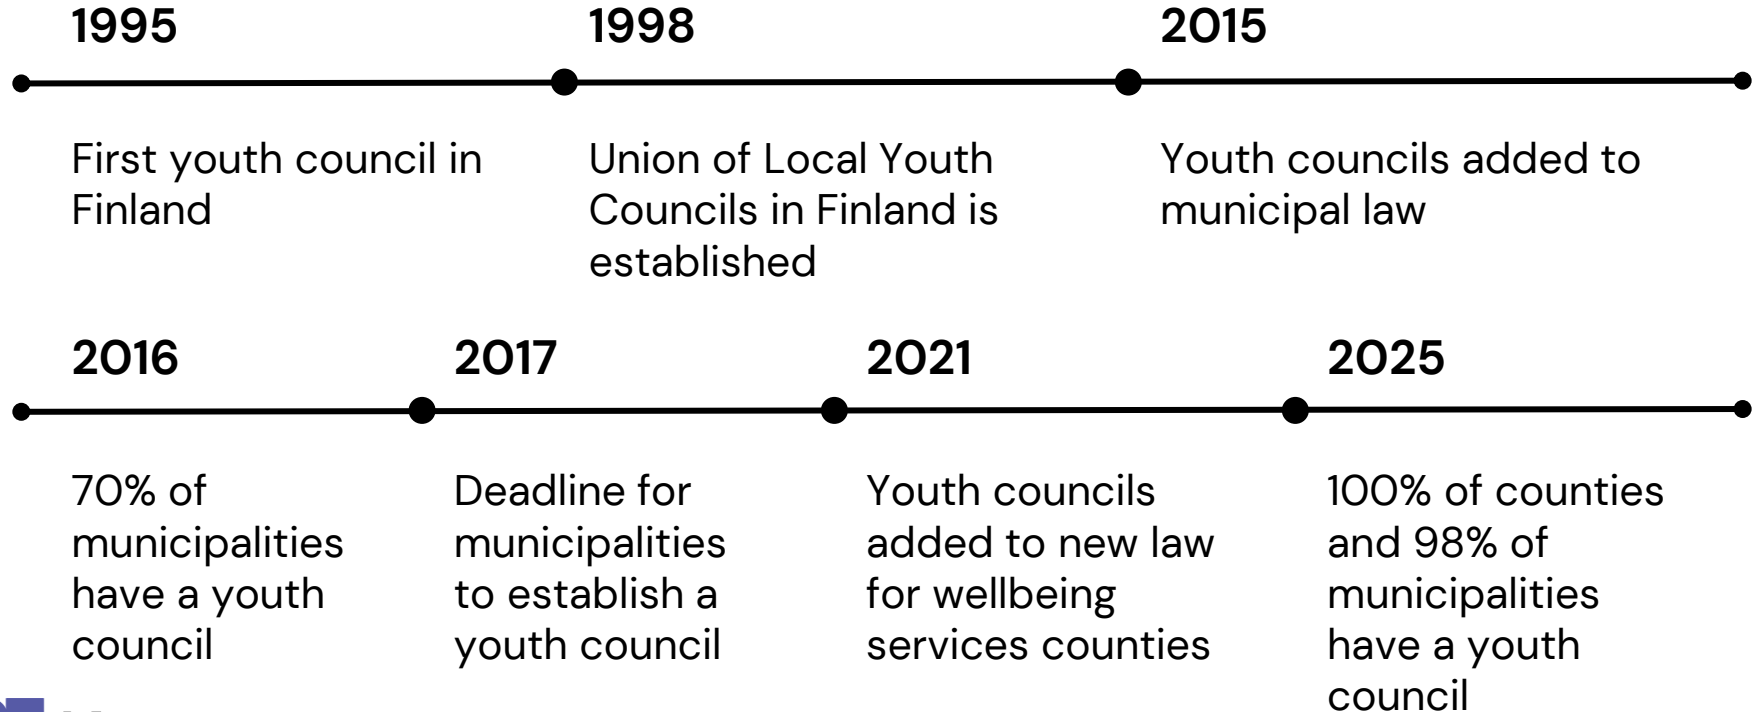 1995
First youth council in
Finland
1998
Union of Local Youth
Councils in Finland is
established
2015
Youth councils added to
municipal law
2016
70% of
municipalities
have a youth
council
2017
Deadline for
municipalities
to establish a
youth council
2021
Youth councils
added to new law
for wellbeing
services counties
2025
100% of counties
and 98% of
municipalities
have a youth
council